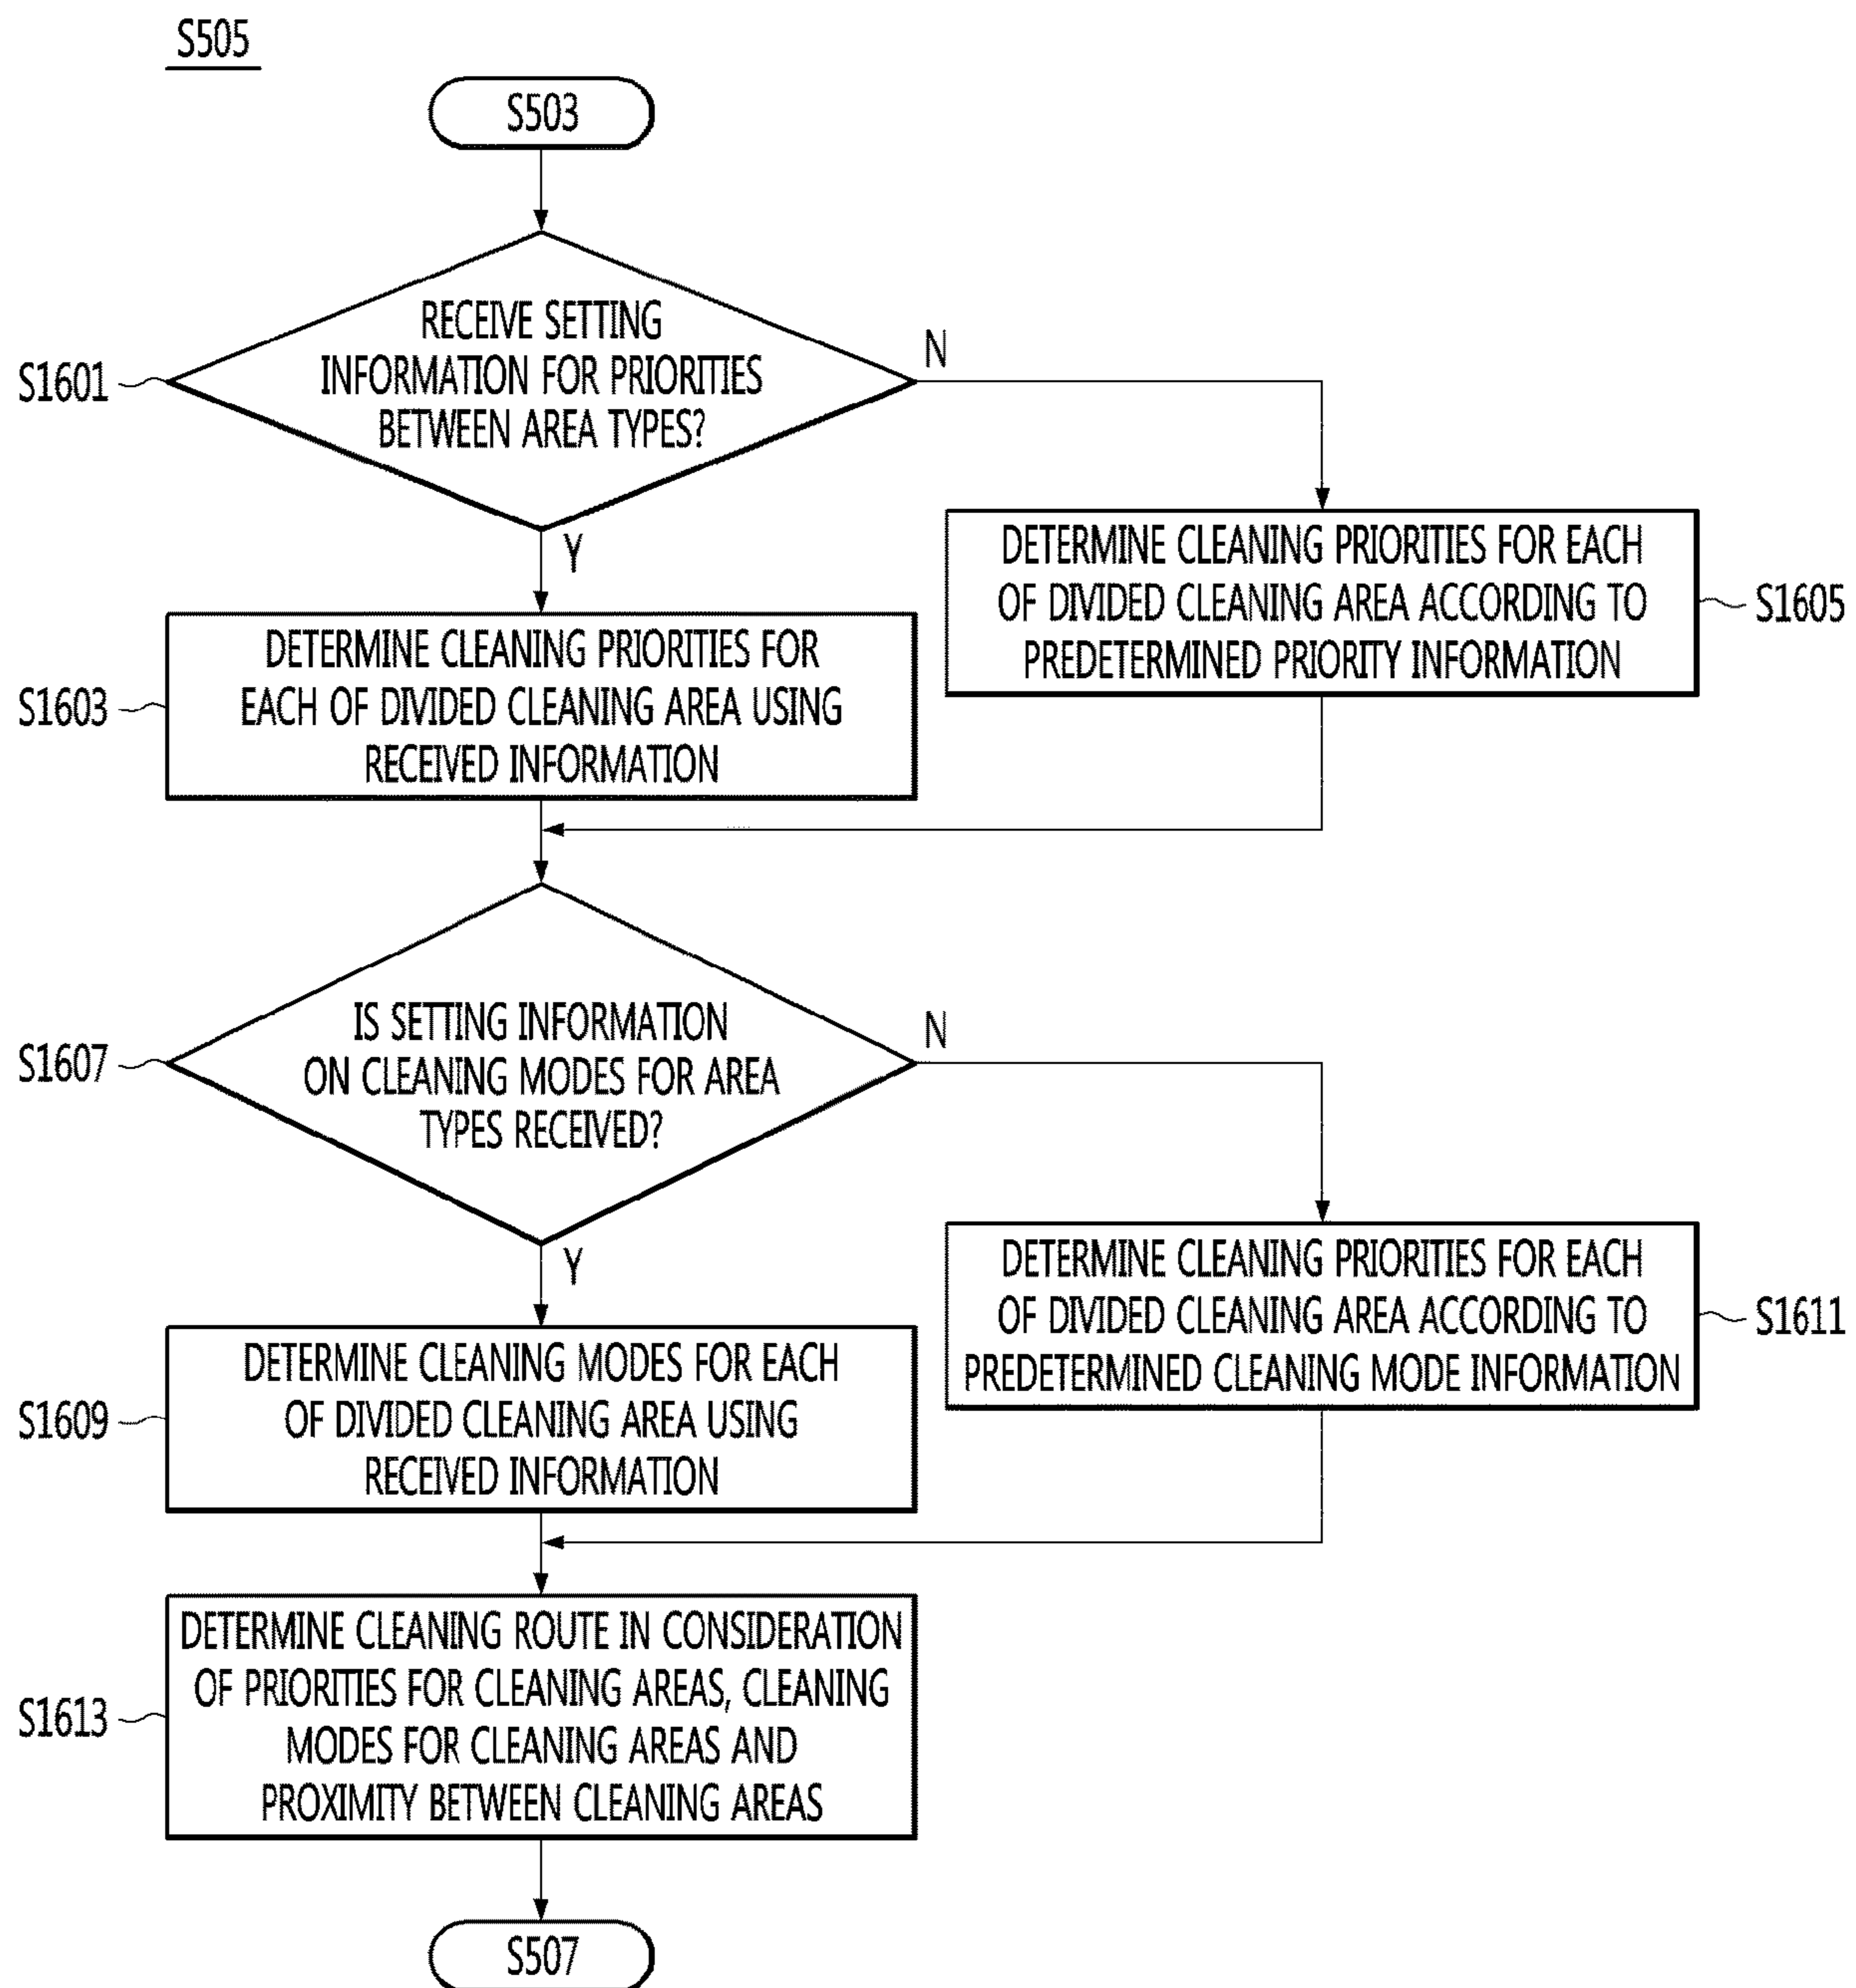 S505
S503
S1601
RECEIVE SETTING
INFORMATION FOR PRIORITIES
BETWEEN AREA TYPES?
N
Y
DETERMINE CLEANING PRIORITIES FOR EACH
OF DIVIDED CLEANING AREA ACCORDING TO
PREDETERMINED PRIORITY INFORMATION
S1605
S1603
DETERMINE CLEANING PRIORITIES FOR
EACH OF DIVIDED CLEANING AREA USING
RECEIVED INFORMATION
S1607
IS SETTING INFORMATION
ON CLEANING MODES FOR AREA
TYPES RECEIVED?
N
Y
DETERMINE CLEANING PRIORITIES FOR EACH
OF DIVIDED CLEANING AREA ACCORDING TO
PREDETERMINED CLEANING MODE INFORMATION
S1611
S1609
DETERMINE CLEANING MODES FOR EACH
OF DIVIDED CLEANING AREA USING
RECEIVED INFORMATION
S1613
DETERMINE CLEANING ROUTE IN CONSIDERATION
OF PRIORITIES FOR CLEANING AREAS, CLEANING
MODES FOR CLEANING AREAS AND
PROXIMITY BETWEEN CLEANING AREAS
S507